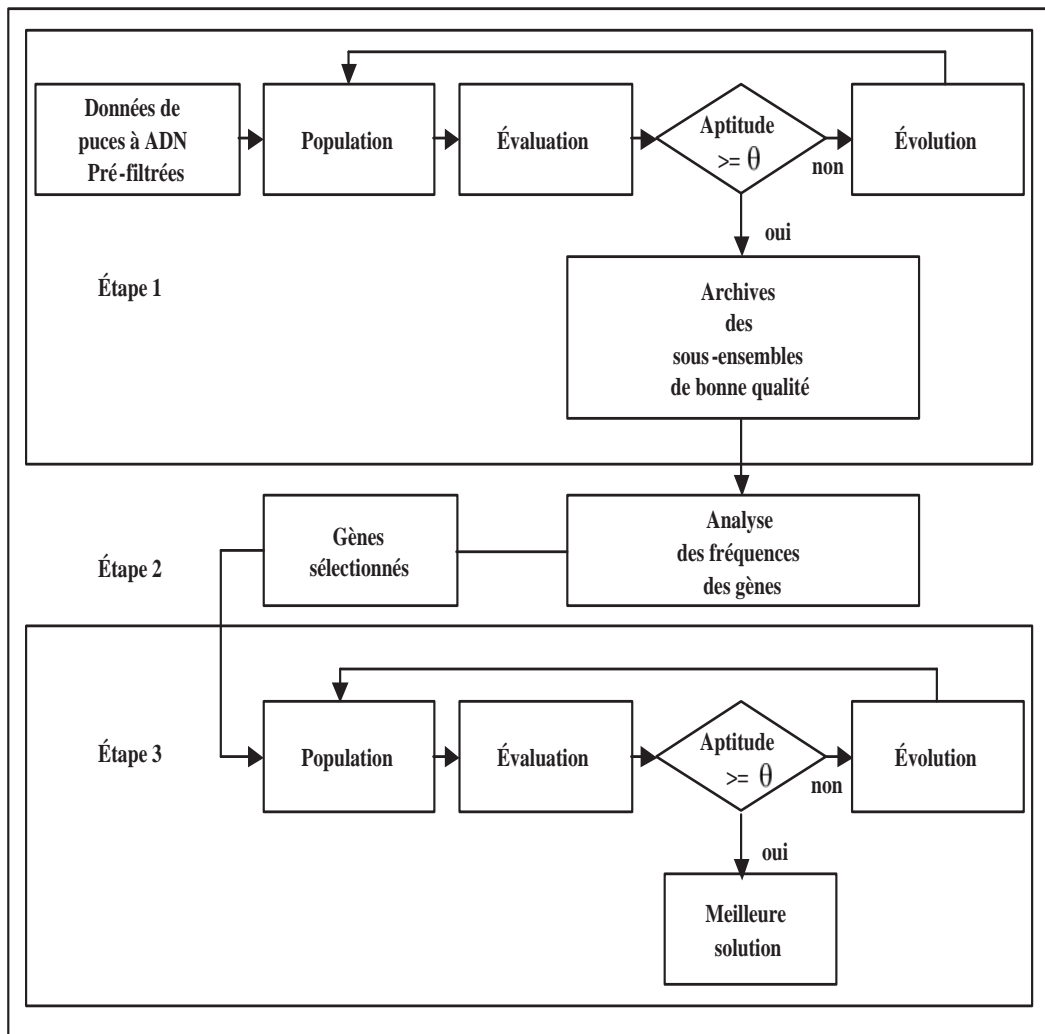 Données de
puces à ADN
Pré-filtrées
Population
Évaluation
Aptitude
>= θ
non
Évolution
oui
Étape 1
Archives
des
sous-ensembles
de bonne qualité
Étape 2
Gènes
sélectionnés
Analyse
des fréquences
des gènes
Étape 3
Population
Évaluation
Aptitude
>= θ
non
Évolution
oui
Meilleure
solution